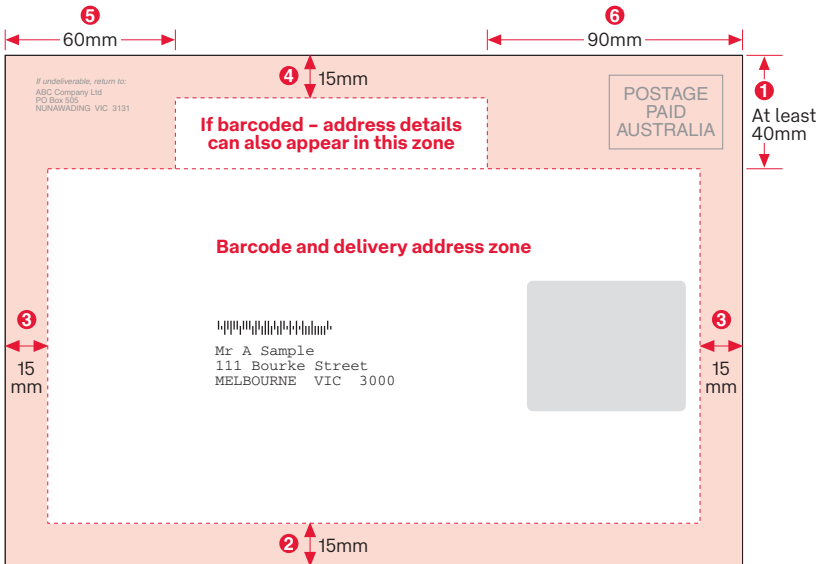 5
6
60mm
90mm
4 15mm
If undeliverable, return to:
ABC Company Ltd
PO Box 505
NUNAWADING VIC 3131
POSTAGE
PAID
AUSTRALIA
1
At least
40mm
If barcoded – address details
can also appear in this zone
Barcode and delivery address zone
3
15
mm
3
15
mm
Mr A Sample
111 Bourke Street
MELBOURNE VIC 3000
2 15mm